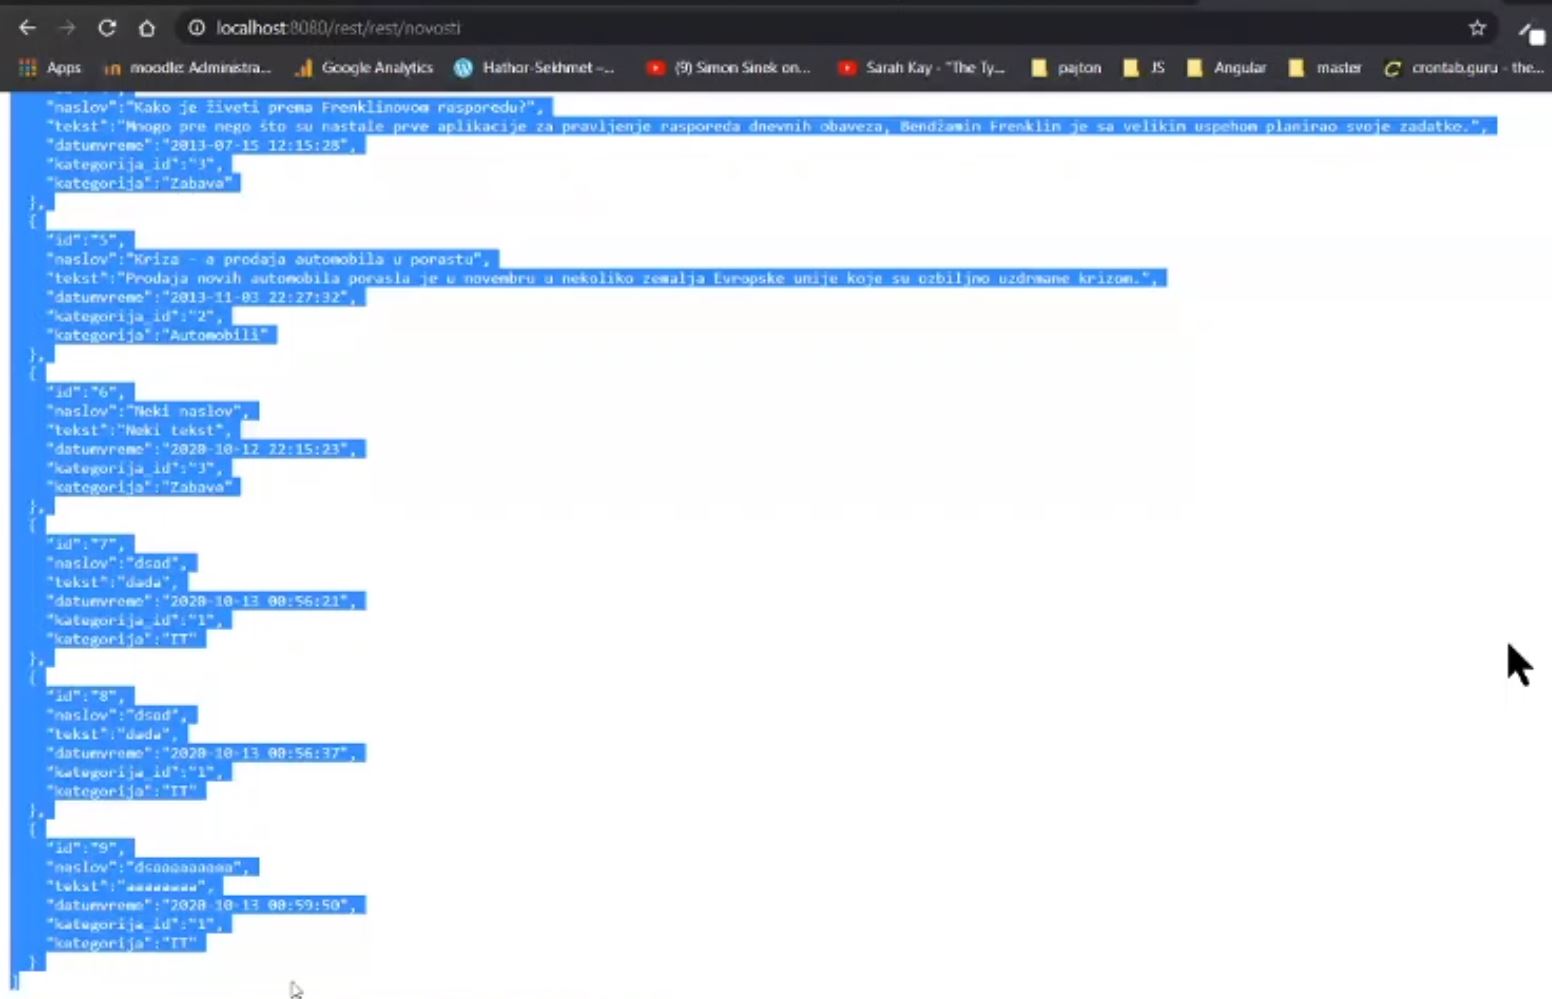 localhost:8080/rest/rest/novosti
Apps moodle: Administra... Google Analytics Hathor-Sekhmet –... (9) Simon Sinek on... Sarah Kay - "The Ty... pajton JS Angular master crontab.guru - the...
"naslov":"Kako je živeti prema Frenklinovom rasporedu?",
"tekst":"Mnogo pre nego što su nastale prve aplikacije za pravljenje rasporeda dnevnih obaveza, Bendžamin Frenklin je sa velikim uspehom planirao svoje zadatke.",
"datumvreme":"2013-07-15 12:15:28",
"kategorija_id":"3",
"kategorija":"Zabava"
},
{
"id":"5",
"naslov":"Kriza - a prodaja automobila u porastu",
"tekst":"Prodaja novih automobila porasla je u novembru u nekoliko zemalja Evropske unije koje su ozbiljno uzdrmane krizom.",
"datumvreme":"2013-11-03 22:27:32",
"kategorija_id":"2",
"kategorija":"Automobili"
},
{
"id":"6",
"naslov":"Neki naslov",
"tekst":"Neki tekst",
"datumvreme":"2020-10-12 22:15:23",
"kategorija_id":"3",
"kategorija":"Zabava"
},
{
"id":"7",
"naslov":"dsad",
"tekst":"dada",
"datumvreme":"2020-10-13 00:56:21",
"kategorija_id":"1",
"kategorija":"IT"
},
{
"id":"8",
"naslov":"dsad",
"tekst":"dada",
"datumvreme":"2020-10-13 00:56:37",
"kategorija_id":"1",
"kategorija":"IT"
},
{
"id":"9",
"naslov":"dsaaaaaaaaa",
"tekst":"aaaaaaaa",
"datumvreme":"2020-10-13 00:59:50",
"kategorija_id":"1",
"kategorija":"IT"
}
]